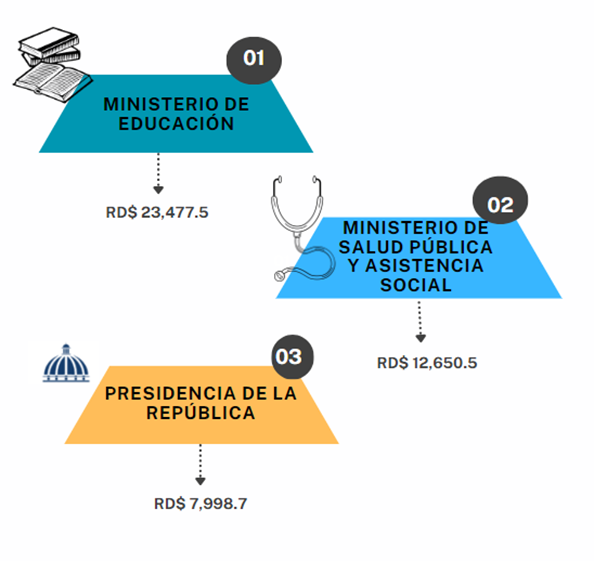 01
MINISTERIO DE
EDUCACIÓN
RD$ 23,477.5
02
MINISTERIO DE
SALUD PÚBLICA
Y ASISTENCIA
SOCIAL
RD$ 12,650.5
03
PRESIDENCIA DE LA
REPÚBLICA
RD$ 7,998.7